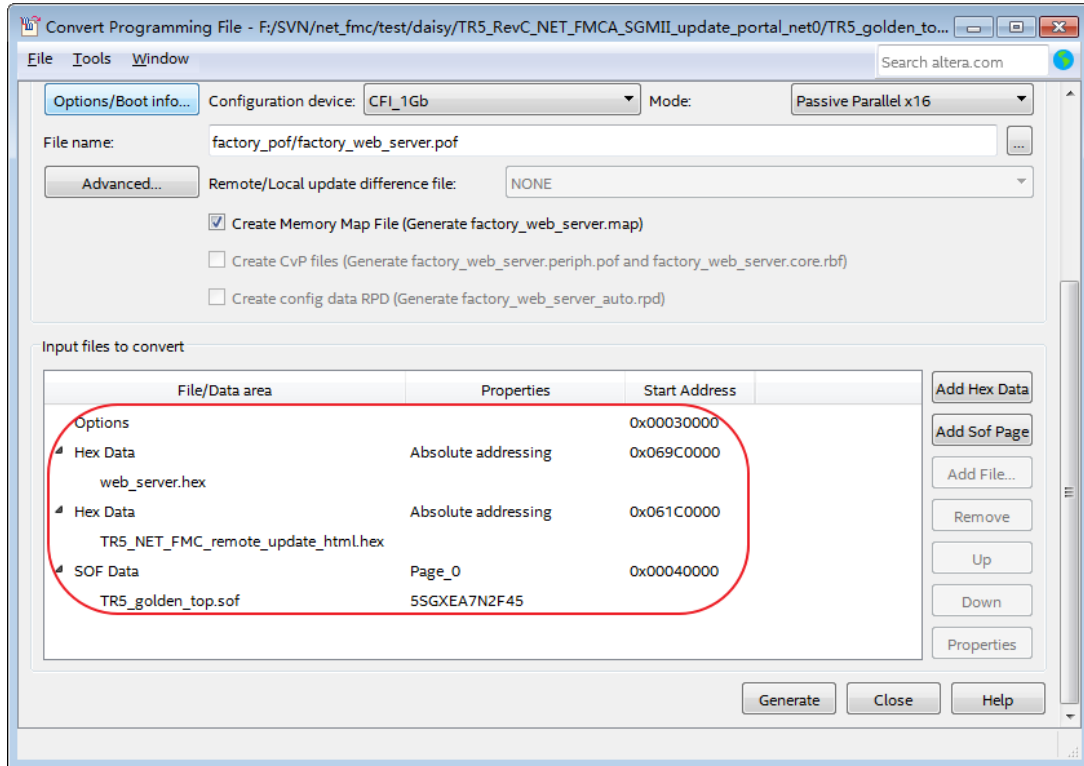 Convert Programming File - F:/SVN/net_fmc/test/daisy/TR5_RevC_NET_FMCA_SGMII_update_portal_net0/TR5_golden_to...
File Tools Window Search altera.com
Options/Boot info... Configuration device: CFI_1Gb Mode: Passive Parallel x16
File name: factory_pof/factory_web_server.pof ...
Advanced... Remote/Local update difference file: NONE
Create Memory Map File (Generate factory_web_server.map)
Create CvP files (Generate factory_web_server.periph.pof and factory_web_server.core.rbf)
Create config data RPD (Generate factory_web_server_auto.rpd)
Input files to convert
File/Data area Properties Start Address Add Hex Data
Options 0x00030000 Add Sof Page
Hex Data Absolute addressing 0x069C0000
web_server.hex Add File...
Hex Data Absolute addressing 0x061C0000 Remove
TR5_NET_FMC_remote_update_html.hex Up
SOF Data Page_0 0x00040000
TR5_golden_top.sof 5SGXEA7N2F45 Down
Properties
Generate Close Help